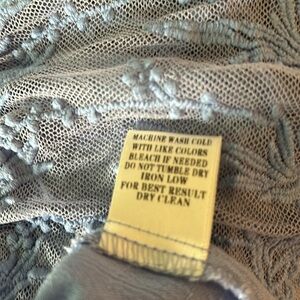 MACHINE WASH COLD
WITH LIKE COLORS
BLEACH IF NEEDED
DO NOT TUMBLE DRY
IRON LOW
FOR BEST RESULT
DRY CLEAN